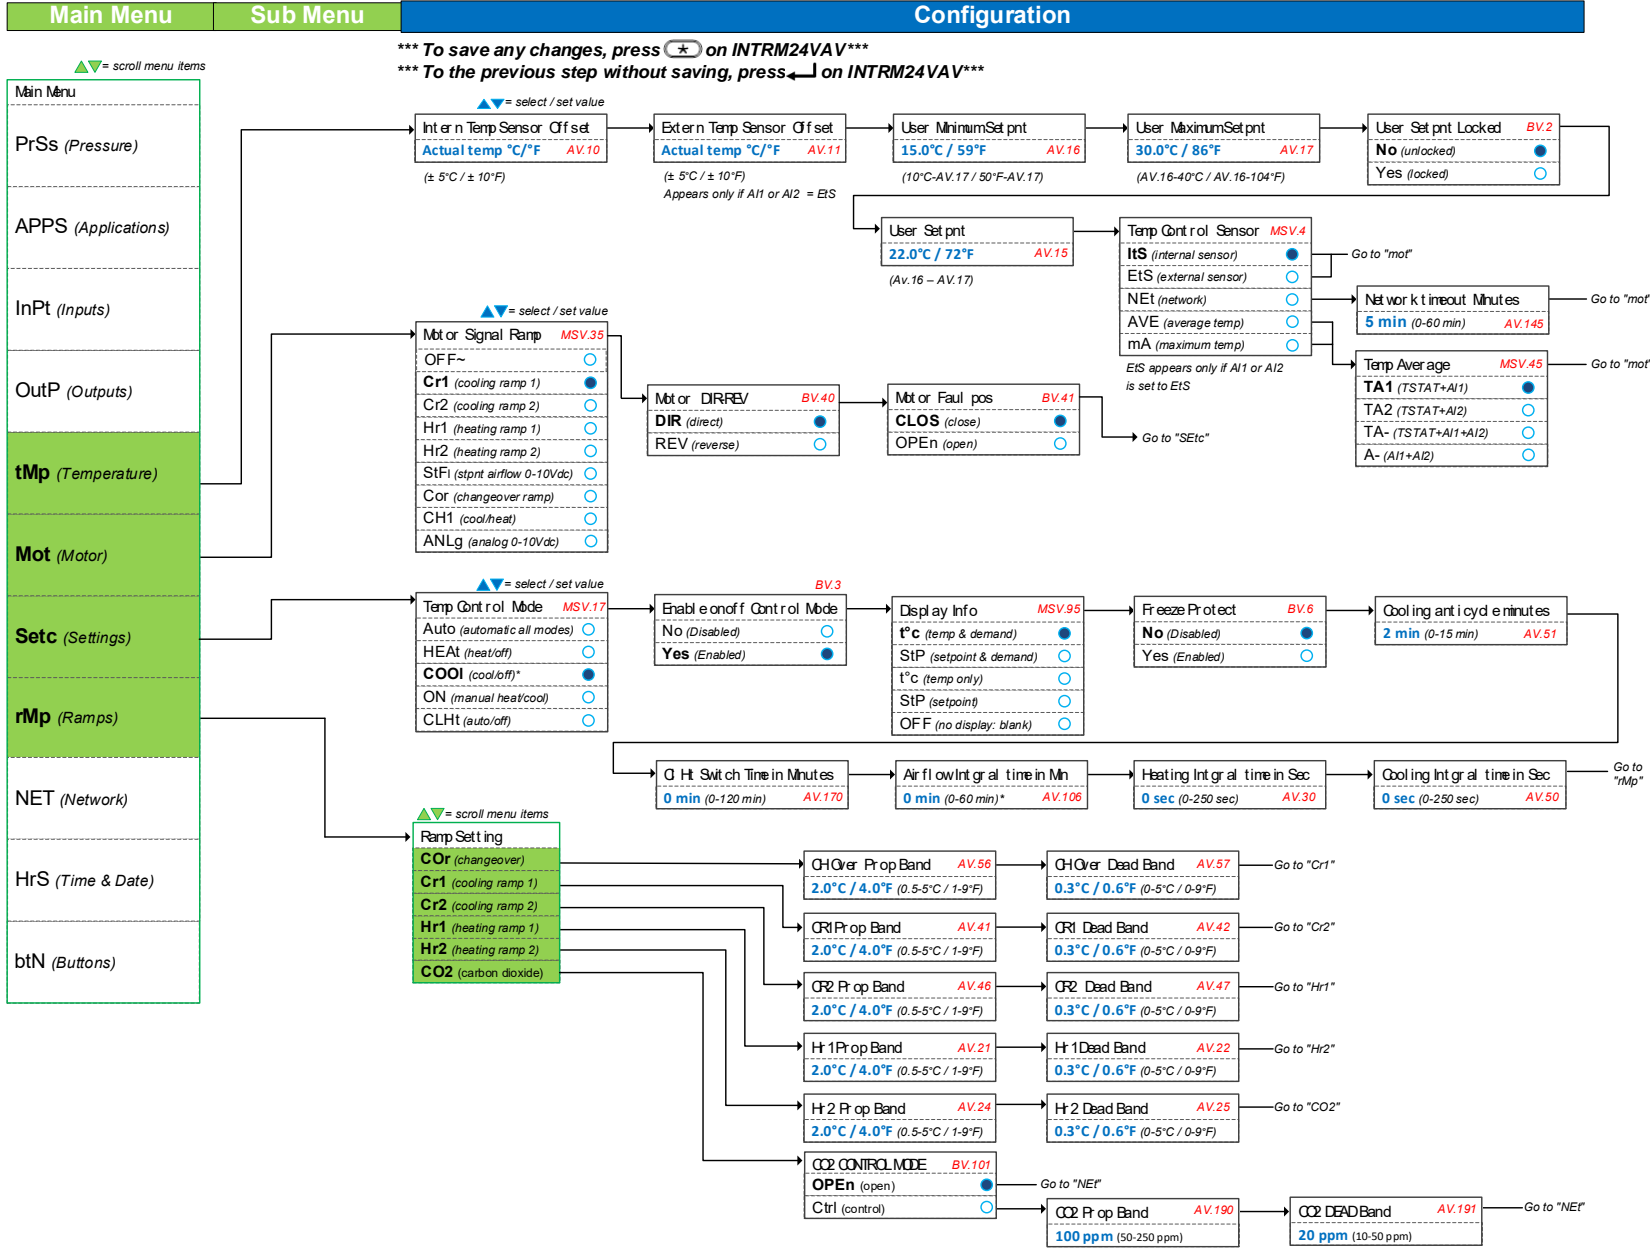 Main Menu
Sub Menu
Configuration
*** To save any changes, press * on INTRM24VAV***
*** To the previous step without saving, press on INTRM24VAV***
= scroll menu items
Main Menu
PrSs (Pressure)
APPS (Applications)
InPt (Inputs)
OutP (Outputs)
tMp (Temperature)
Mot (Motor)
Setc (Settings)
rMp (Ramps)
NET (Network)
HrS (Time & Date)
btN (Buttons)
= select / set value
Intern Temp Sensor Offset
Actual temp °C/°F AV.10
(± 5°C / ± 10°F)
Extern Temp Sensor Offset
Actual temp °C/°F AV.11
(± 5°C / ± 10°F)
Appears only if AI1 or AI2 = EtS
User Minimum Setpnt
15.0°C / 59°F AV.16
(10°C-AV.17 / 50°F-AV.17)
User Maximum Setpnt
30.0°C / 86°F AV.17
(AV.16-40°C / AV.16-104°F)
User Setpnt Locked BV.2
No (unlocked)
Yes (locked)
User Setpnt
22.0°C / 72°F AV.15
(Av.16 – AV.17)
Temp Control Sensor MSV.4
ItS (internal sensor)
EtS (external sensor)
NEt (network)
AVE (average temp)
mA (maximum temp)
EtS appears only if AI1 or AI2
is set to EtS
Go to "mot"
Network timeout Minutes
5 min (0-60 min) AV.145
Go to "mot"
Temp Average MSV.45
TA1 (TSTAT+AI1)
TA2 (TSTAT+AI2)
TA- (TSTAT+AI1+AI2)
A- (AI1+AI2)
Go to "mot"
= select / set value
Motor Signal Ramp MSV.35
OFF~
Cr1 (cooling ramp 1)
Cr2 (cooling ramp 2)
Hr1 (heating ramp 1)
Hr2 (heating ramp 2)
StFl (stpnt airflow 0-10Vdc)
Cor (changeover ramp)
CH1 (cool/heat)
ANLg (analog 0-10Vdc)
Motor DIR-REV BV.40
DIR (direct)
REV (reverse)
Motor Faul pos BV.41
CLOS (close)
OPEn (open)
Go to "SEtc"
= select / set value
Temp Control Mode MSV.17
Auto (automatic all modes)
HEAt (heat/off)
COOl (cool/off)*
ON (manual heat/cool)
CLHt (auto/off)
BV.3
Enable onoff Control Mode
No (Disabled)
Yes (Enabled)
Display Info MSV.95
t°c (temp & demand)
StP (setpoint & demand)
t°c (temp only)
StP (setpoint)
OFF (no display: blank)
Freeze Protect BV.6
No (Disabled)
Yes (Enabled)
Cooling anticycle minutes
2 min (0-15 min) AV.51
Cl Ht Switch Time in Minutes
0 min (0-120 min) AV.170
Airflow Intgral time in Min
0 min (0-60 min)* AV.106
Heating Intgral time in Sec
0 sec (0-250 sec) AV.30
Cooling Intgral time in Sec
0 sec (0-250 sec) AV.50
Go to
"rMp"
= scroll menu items
Ramp Setting
COr (changeover)
Cr1 (cooling ramp 1)
Cr2 (cooling ramp 2)
Hr1 (heating ramp 1)
Hr2 (heating ramp 2)
CO2 (carbon dioxide)
CHOver Prop Band AV.56
2.0°C / 4.0°F (0.5-5°C / 1-9°F)
CHOver Dead Band AV.57
0.3°C / 0.6°F (0-5°C / 0-9°F)
Go to "Cr1"
CR1 Prop Band AV.41
2.0°C / 4.0°F (0.5-5°C / 1-9°F)
CR1 Dead Band AV.42
0.3°C / 0.6°F (0-5°C / 0-9°F)
Go to "Cr2"
CR2 Prop Band AV.46
2.0°C / 4.0°F (0.5-5°C / 1-9°F)
CR2 Dead Band AV.47
0.3°C / 0.6°F (0-5°C / 0-9°F)
Go to "Hr1"
Hr1 Prop Band AV.21
2.0°C / 4.0°F (0.5-5°C / 1-9°F)
Hr1 Dead Band AV.22
0.3°C / 0.6°F (0-5°C / 0-9°F)
Go to "Hr2"
Hr2 Prop Band AV.24
2.0°C / 4.0°F (0.5-5°C / 1-9°F)
Hr2 Dead Band AV.25
0.3°C / 0.6°F (0-5°C / 0-9°F)
Go to "CO2"
CO2 CONTROL MODE BV.101
OPEn (open)
Ctrl (control)
Go to "NEt"
CO2 Prop Band AV.190
100 ppm (50-250 ppm)
CO2 DEAD Band AV.191
20 ppm (10-50 ppm)
Go to "NEt"